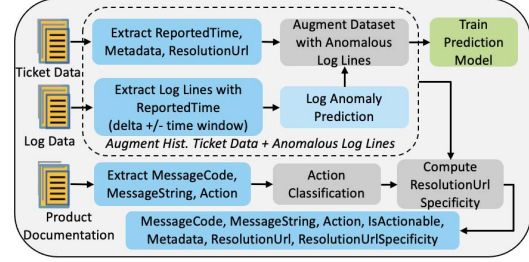 Extract ReportedTime,
Metadata, ResolutionUrl
Augment Dataset
with Anomalous
Log Lines
Train
Prediction
Model
Ticket Data
Extract Log Lines with
ReportedTime
(delta +/- time window)
Log Anomaly
Prediction
Log Data
Augment Hist. Ticket Data + Anomalous Log Lines
Extract MessageCode,
MessageString, Action
Action
Classification
Compute
ResolutionUrl
Specificity
Product
Documentation
MessageCode, MessageString, Action, IsActionable,
Metadata, ResolutionUrl, ResolutionUrlSpecificity